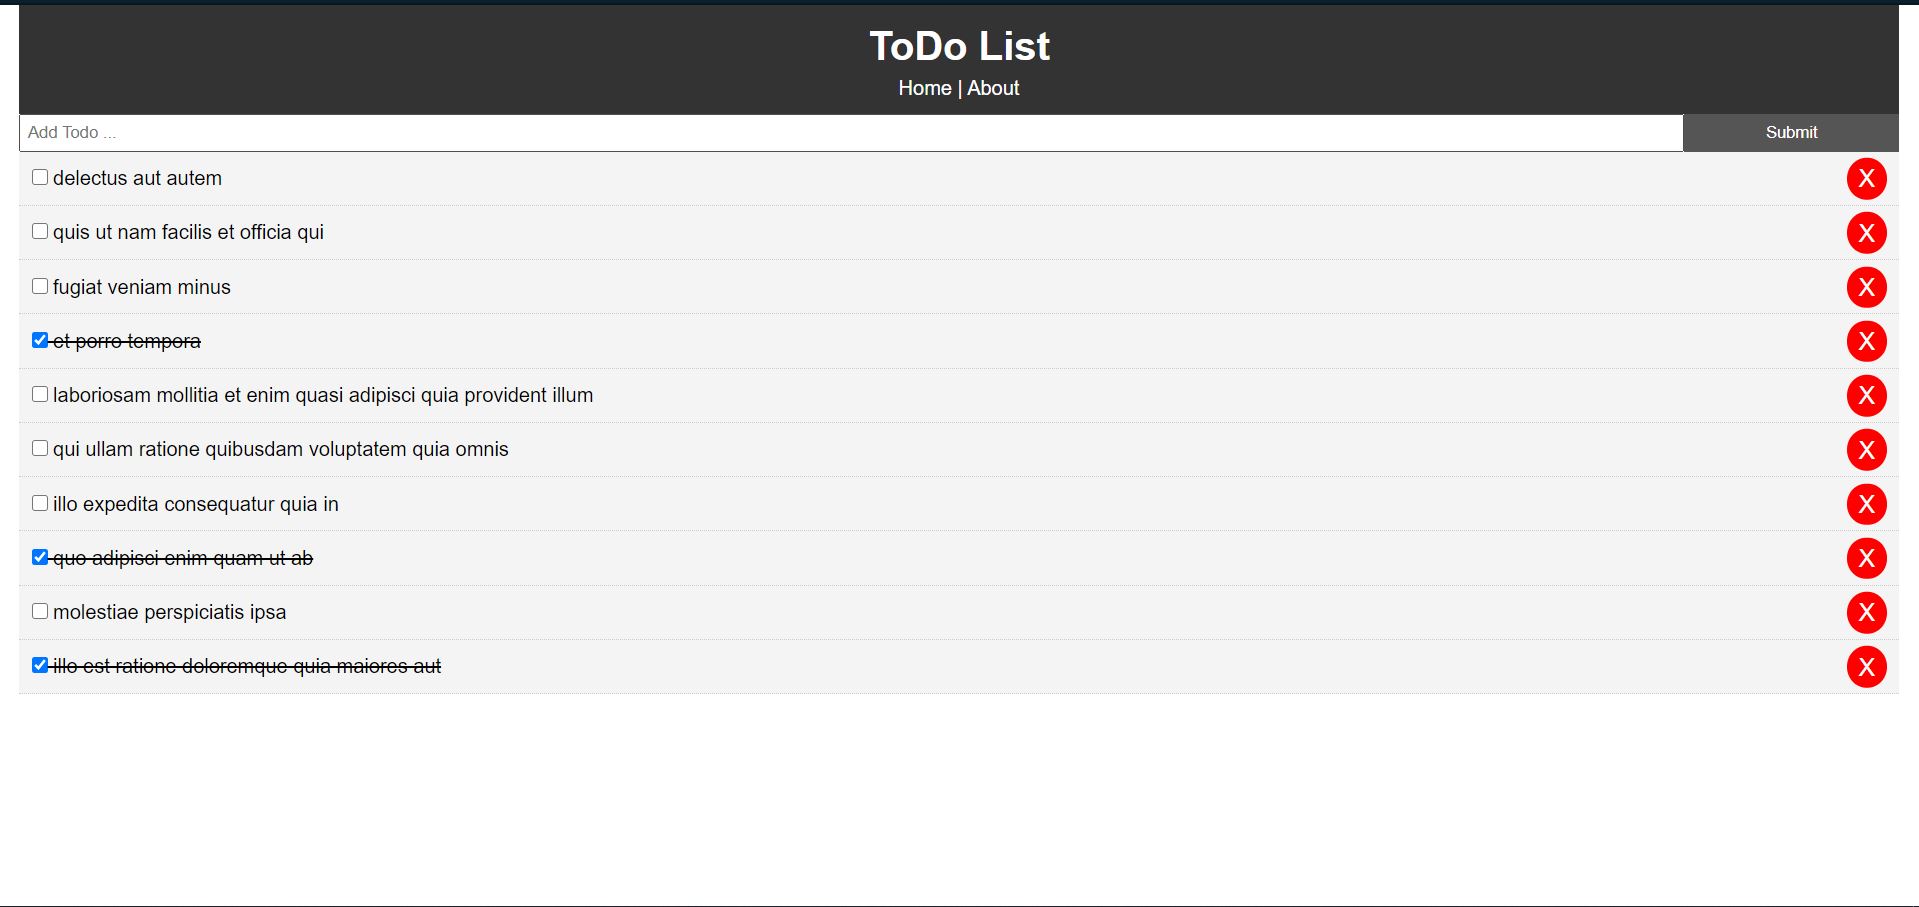 ToDo List
Home | About
Add Todo ... Submit
delectus aut autem X
quis ut nam facilis et officia qui X
fugiat veniam minus X
et porro tempora X
laboriosam mollitia et enim quasi adipisci quia provident illum X
qui ullam ratione quibusdam voluptatem quia omnis X
illo expedita consequatur quia in X
quo adipisci enim quam ut ab X
molestiae perspiciatis ipsa X
illo est ratione doloremque quia maiores aut X